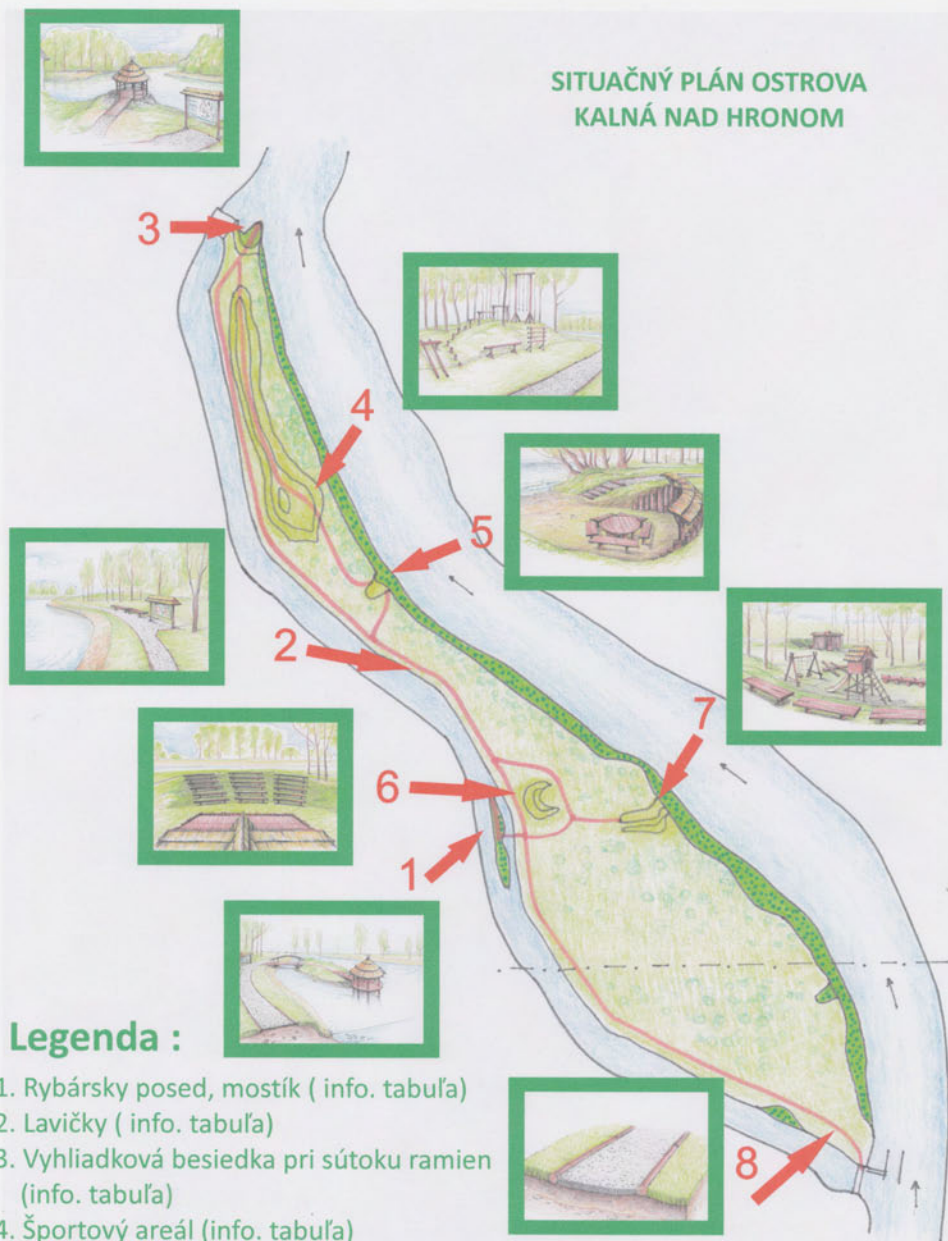 SITUAČNÝ PLÁN OSTROVA
KALNÁ NAD HRONOM
3
4
5
2
7
6
1
8
Legenda :
1. Rybársky posed, mostík ( info. tabuľa)
2. Lavičky ( info. tabuľa)
3. Vyhliadková besiedka pri sútoku ramien
(info. tabuľa)
4. Športový areál (info. tabuľa)